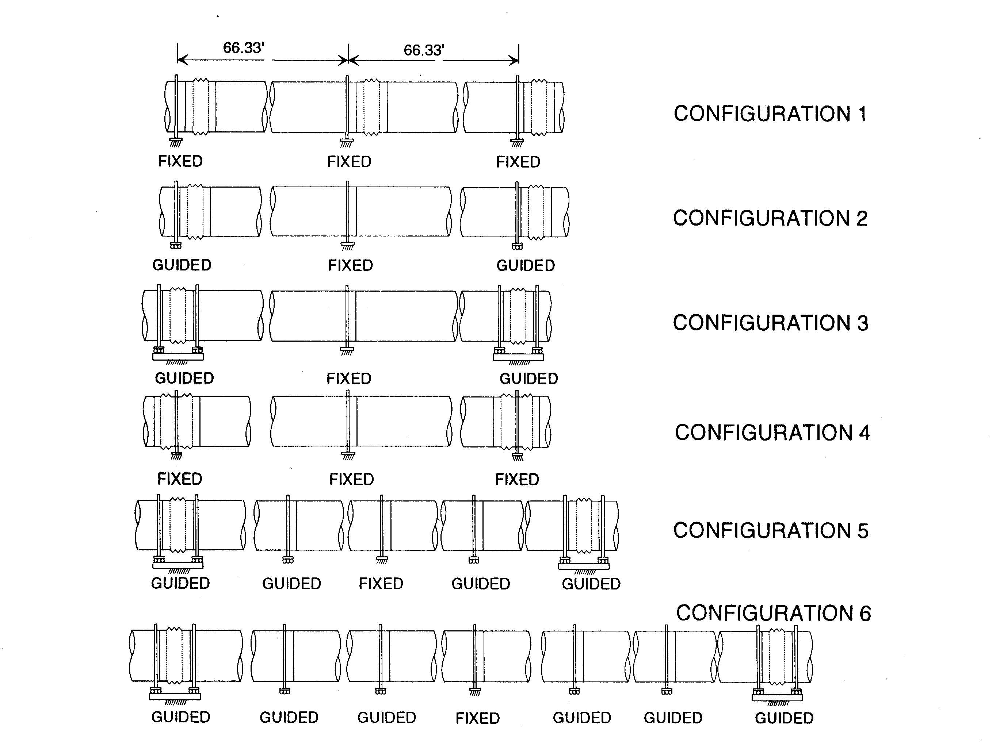 66.33' 66.33'
CONFIGURATION 1
FIXED FIXED FIXED
CONFIGURATION 2
GUIDED FIXED GUIDED
CONFIGURATION 3
GUIDED FIXED GUIDED
CONFIGURATION 4
FIXED FIXED FIXED
CONFIGURATION 5
GUIDED GUIDED FIXED GUIDED GUIDED
CONFIGURATION 6
GUIDED GUIDED GUIDED FIXED GUIDED GUIDED GUIDED